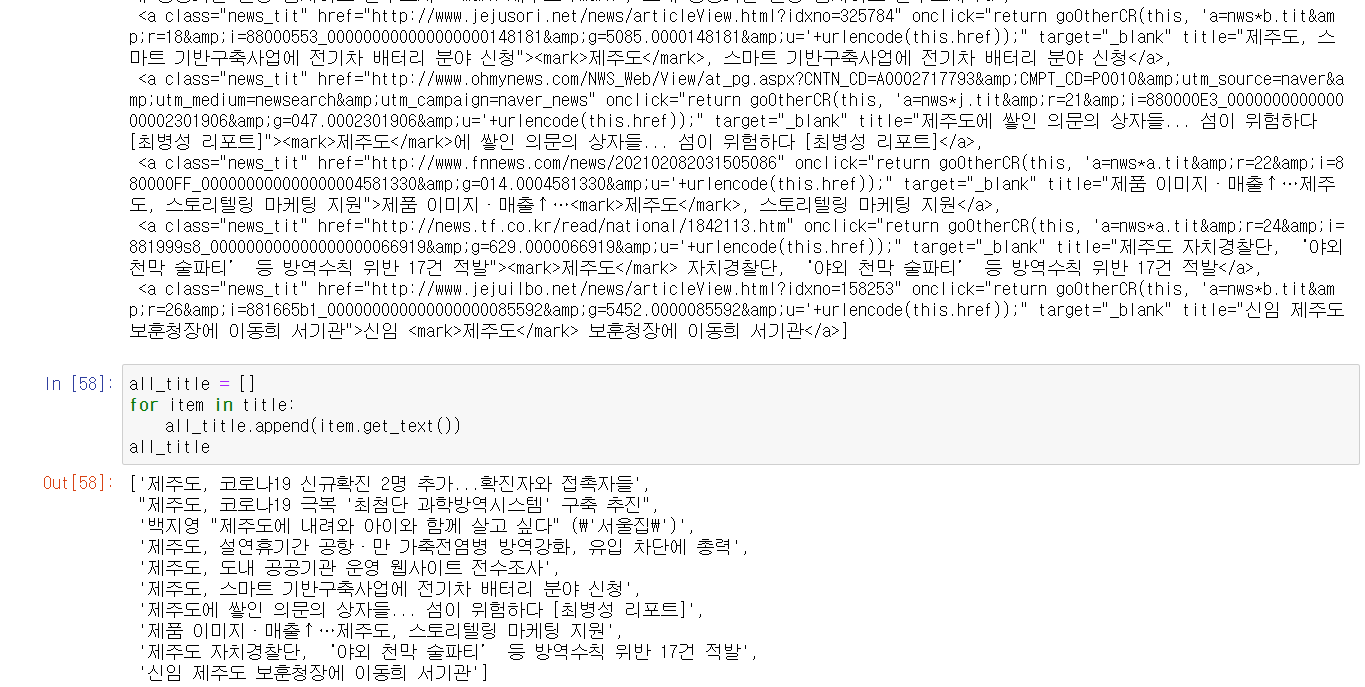 <a class="news_tit" href="http://www.jejusori.net/news/articleView.html?idxno=325784" onclick="return goOtherCR(this, 'a=nws*b.tit&am
p;r=18&amp;i=88000553_000000000000000000148181&amp;g=5085.0000148181&amp;u='+urlencode(this.href));" target="_blank" title="제주도, 스
마트 기반구축사업에 전기차 배터리 분야 신청"><mark>제주도</mark>, 스마트 기반구축사업에 전기차 배터리 분야 신청</a>,
<a class="news_tit" href="http://www.ohmynews.com/NWS_Web/View/at_pg.aspx?CNTN_CD=A0002717793&amp;CMPT_CD=P0010&amp;utm_source=naver&a
mp;utm_medium=newsearch&amp;utm_campaign=naver_news" onclick="return goOtherCR(this, 'a=nws*j.tit&amp;r=21&amp;i=880000E3_0000000000000
00002301906&amp;g=047.0002301906&amp;u='+urlencode(this.href));" target="_blank" title="제주도에 쌓인 의문의 상자들... 섬이 위험하다
[최병성 리포트]"><mark>제주도</mark>에 쌓인 의문의 상자들... 섬이 위험하다 [최병성 리포트]</a>,
<a class="news_tit" href="http://www.fnnews.com/news/202102082031505086" onclick="return goOtherCR(this, 'a=nws*a.tit&amp;r=22&amp;i=8
80000FF_000000000000000004581330&amp;g=014.0004581330&amp;u='+urlencode(this.href));" target="_blank" title="제품 이미지·매출↑…제주
도, 스토리텔링 마케팅 지원">제품 이미지·매출↑…<mark>제주도</mark>, 스토리텔링 마케팅 지원</a>,
<a class="news_tit" href="http://news.tf.co.kr/read/national/1842113.htm" onclick="return goOtherCR(this, 'a=nws*a.tit&amp;r=24&amp;i=
881999s8_000000000000000000066919&amp;g=629.0000066919&amp;u='+urlencode(this.href));" target="_blank" title="제주도 자치경찰단, ‘야외
천막 술파티’ 등 방역수칙 위반 17건 적발"><mark>제주도</mark> 자치경찰단, ‘야외 천막 술파티’ 등 방역수칙 위반 17건 적발</a>,
<a class="news_tit" href="http://www.jejuilbo.net/news/articleView.html?idxno=158253" onclick="return goOtherCR(this, 'a=nws*b.tit&am
p;r=26&amp;i=881665b1_000000000000000000085592&amp;g=5452.0000085592&amp;u='+urlencode(this.href));" target="_blank" title="신임 제주도
보훈청장에 이동희 서기관">신임 <mark>제주도</mark> 보훈청장에 이동희 서기관</a>]
In [58]: all_title = []
for item in title:
    all_title.append(item.get_text())
all_title
Out[58]: ['제주도, 코로나19 신규확진 2명 추가...확진자와 접촉자들',
"제주도, 코로나19 극복 '최첨단 과학방역시스템' 구축 추진",
'백지영 "제주도에 내려와 아이와 함께 살고 싶다" (₩'서울집₩')',
'제주도, 설연휴기간 공항·만 가축전염병 방역강화, 유입 차단에 총력',
'제주도, 도내 공공기관 운영 웹사이트 전수조사',
'제주도, 스마트 기반구축사업에 전기차 배터리 분야 신청',
'제주도에 쌓인 의문의 상자들... 섬이 위험하다 [최병성 리포트]',
'제품 이미지·매출↑…제주도, 스토리텔링 마케팅 지원',
'제주도 자치경찰단, ‘야외 천막 술파티’ 등 방역수칙 위반 17건 적발',
'신임 제주도 보훈청장에 이동희 서기관']